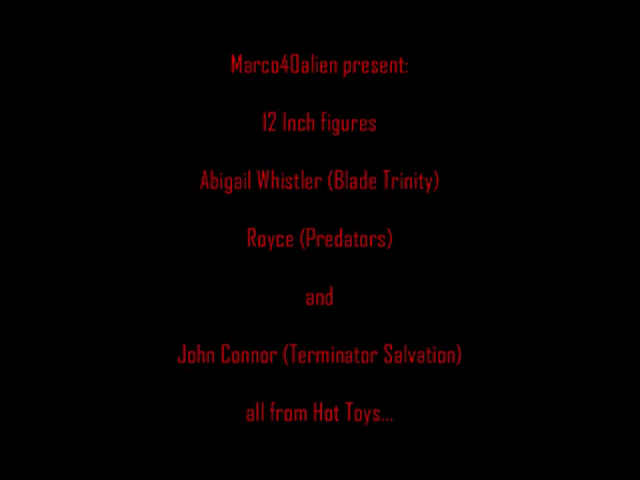 Marco40alien present:
12 Inch figures
Abigail Whistler (Blade Trinity)
Royce (Predators)
and
John Connor (Terminator Salvation)
all from Hot Toys...